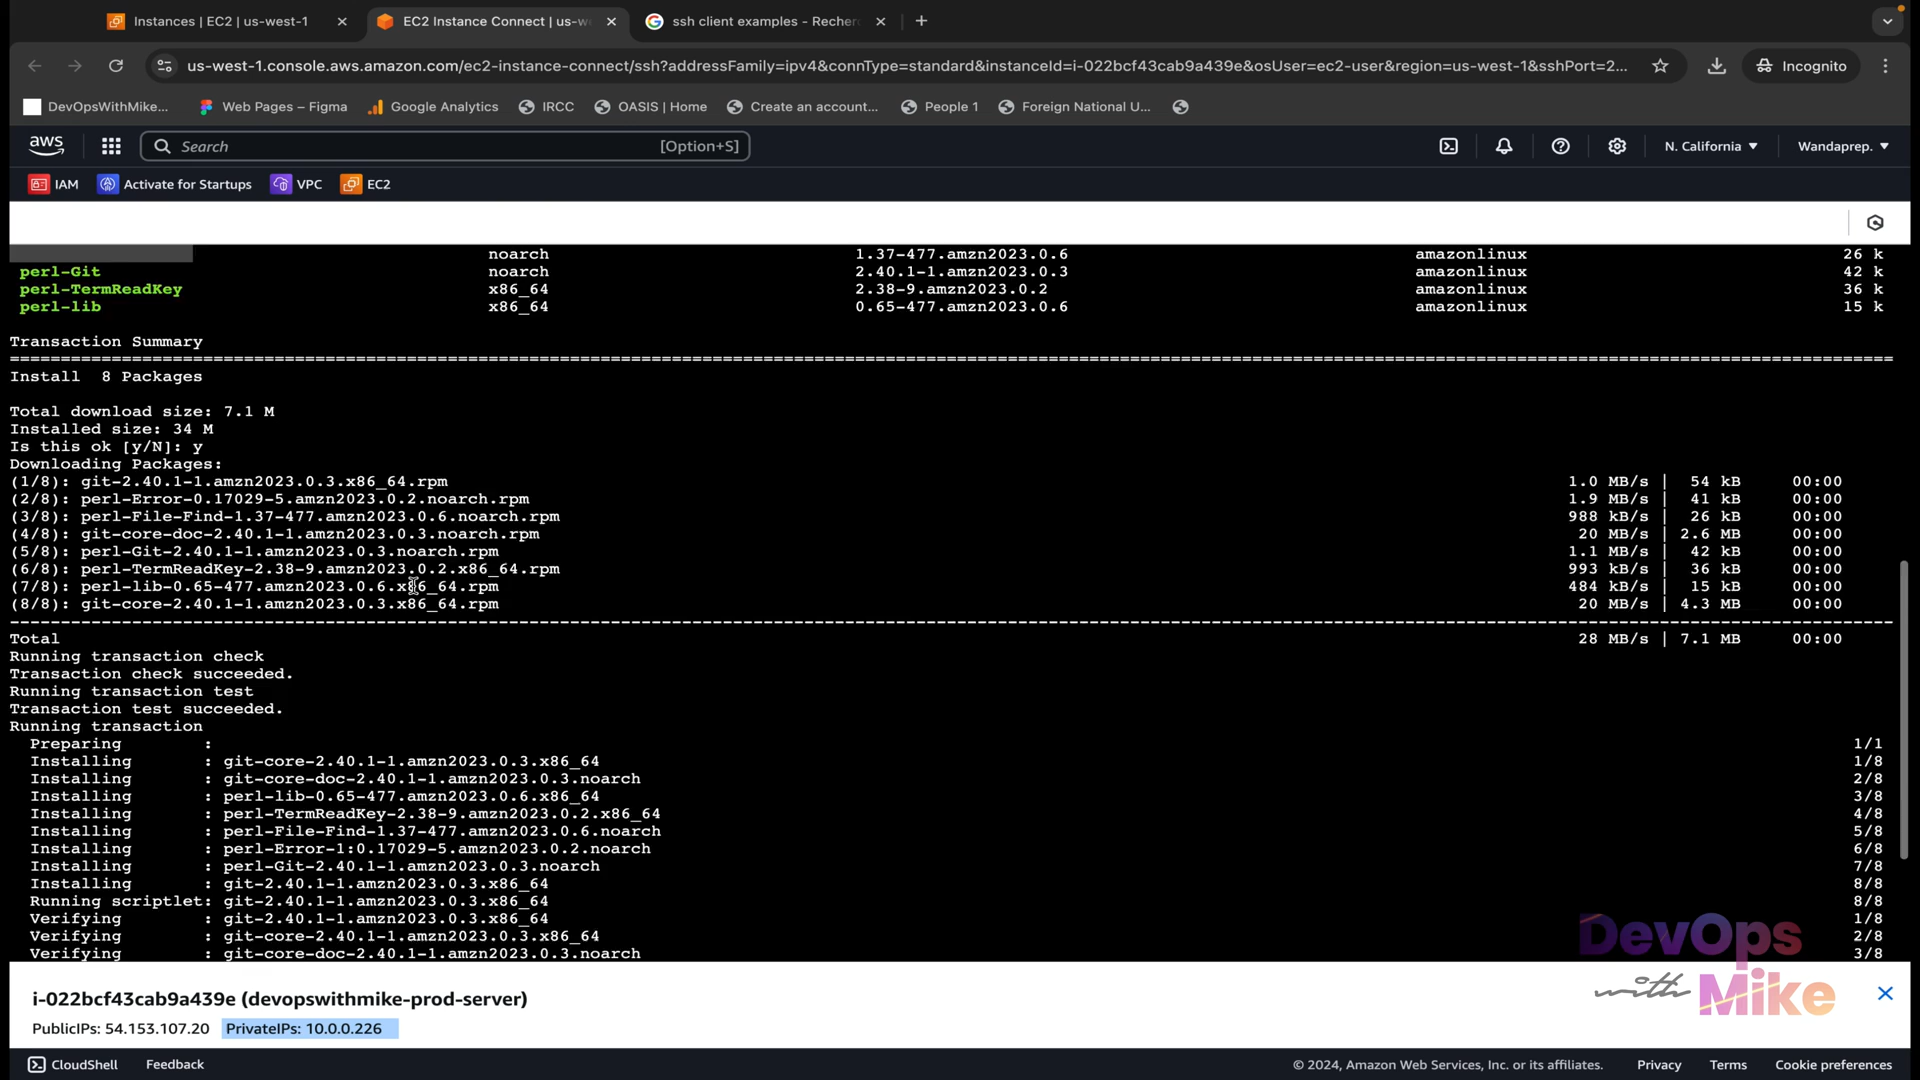 Instances | EC2 | us-west-1
EC2 Instance Connect | us-w
ssh client examples - Recher
us-west-1.console.aws.amazon.com/ec2-instance-connect/ssh?addressFamily=ipv4&connType=standard&instanceId=i-022bcf43cab9a439e&osUser=ec2-user&region=us-west-1&sshPort=2...
Incognito
DevOpsWithMike...
Web Pages – Figma
Google Analytics
IRCC
OASIS | Home
Create an account...
People 1
Foreign National U...
aws
Search
[Option+S]
N. California
Wandaprep.
IAM
Activate for Startups
VPC
EC2
noarch 1.37-477.amzn2023.0.6 amazonlinux 26 k
perl-Git noarch 2.40.1-1.amzn2023.0.3 amazonlinux 42 k
perl-TermReadKey x86_64 2.38-9.amzn2023.0.2 amazonlinux 36 k
perl-lib x86_64 0.65-477.amzn2023.0.6 amazonlinux 15 k
Transaction Summary
Install 8 Packages
Total download size: 7.1 M
Installed size: 34 M
Is this ok [y/N]: y
Downloading Packages:
(1/8): git-2.40.1-1.amzn2023.0.3.x86_64.rpm 1.0 MB/s | 54 kB 00:00
(2/8): perl-Error-0.17029-5.amzn2023.0.2.noarch.rpm 1.9 MB/s | 41 kB 00:00
(3/8): perl-File-Find-1.37-477.amzn2023.0.6.noarch.rpm 988 kB/s | 26 kB 00:00
(4/8): git-core-doc-2.40.1-1.amzn2023.0.3.noarch.rpm 20 MB/s | 2.6 MB 00:00
(5/8): perl-Git-2.40.1-1.amzn2023.0.3.noarch.rpm 1.1 MB/s | 42 kB 00:00
(6/8): perl-TermReadKey-2.38-9.amzn2023.0.2.x86_64.rpm 993 kB/s | 36 kB 00:00
(7/8): perl-lib-0.65-477.amzn2023.0.6.x86_64.rpm 484 kB/s | 15 kB 00:00
(8/8): git-core-2.40.1-1.amzn2023.0.3.x86_64.rpm 20 MB/s | 4.3 MB 00:00
Total 28 MB/s | 7.1 MB 00:00
Running transaction check
Transaction check succeeded.
Running transaction test
Transaction test succeeded.
Running transaction
Preparing : 1/1
Installing : git-core-2.40.1-1.amzn2023.0.3.x86_64 1/8
Installing : git-core-doc-2.40.1-1.amzn2023.0.3.noarch 2/8
Installing : perl-lib-0.65-477.amzn2023.0.6.x86_64 3/8
Installing : perl-TermReadKey-2.38-9.amzn2023.0.2.x86_64 4/8
Installing : perl-File-Find-1.37-477.amzn2023.0.6.noarch 5/8
Installing : perl-Error-1:0.17029-5.amzn2023.0.2.noarch 6/8
Installing : perl-Git-2.40.1-1.amzn2023.0.3.noarch 7/8
Installing : git-2.40.1-1.amzn2023.0.3.x86_64 8/8
Running scriptlet: git-2.40.1-1.amzn2023.0.3.x86_64 8/8
Verifying : git-2.40.1-1.amzn2023.0.3.x86_64 1/8
Verifying : git-core-2.40.1-1.amzn2023.0.3.x86_64 2/8
Verifying : git-core-doc-2.40.1-1.amzn2023.0.3.noarch 3/8
DevOps
with Mike
i-022bcf43cab9a439e (devopswithmike-prod-server)
PublicIPs: 54.153.107.20 PrivateIPs: 10.0.0.226
CloudShell
Feedback
© 2024, Amazon Web Services, Inc. or its affiliates.
Privacy
Terms
Cookie preferences